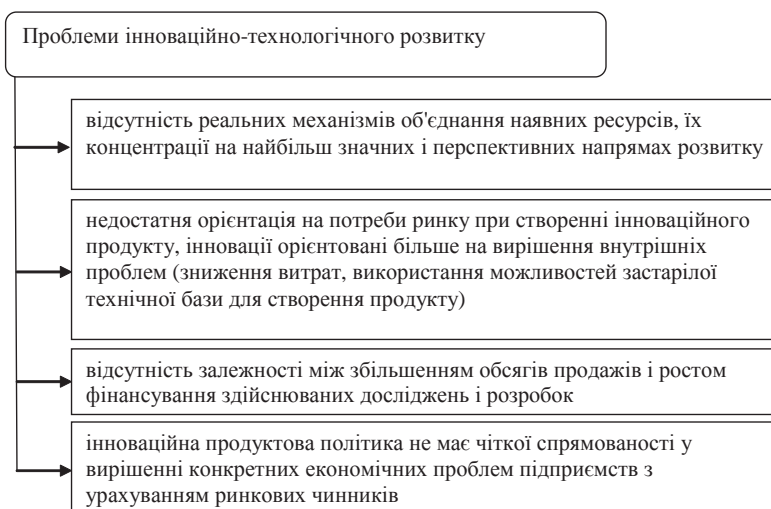 Проблеми інноваційно-технологічного розвитку
відсутність реальних механізмів об'єднання наявних ресурсів, їх
концентрації на найбільш значних і перспективних напрямах розвитку
недостатня орієнтація на потреби ринку при створенні інноваційного
продукту, інновації орієнтовані більше на вирішення внутрішніх
проблем (зниження витрат, використання можливостей застарілої
технічної бази для створення продукту)
відсутність залежності між збільшенням обсягів продажів і ростом
фінансування здійснюваних досліджень і розробок
інноваційна продуктова політика не має чіткої спрямованості у
вирішенні конкретних економічних проблем підприємств з
урахуванням ринкових чинників